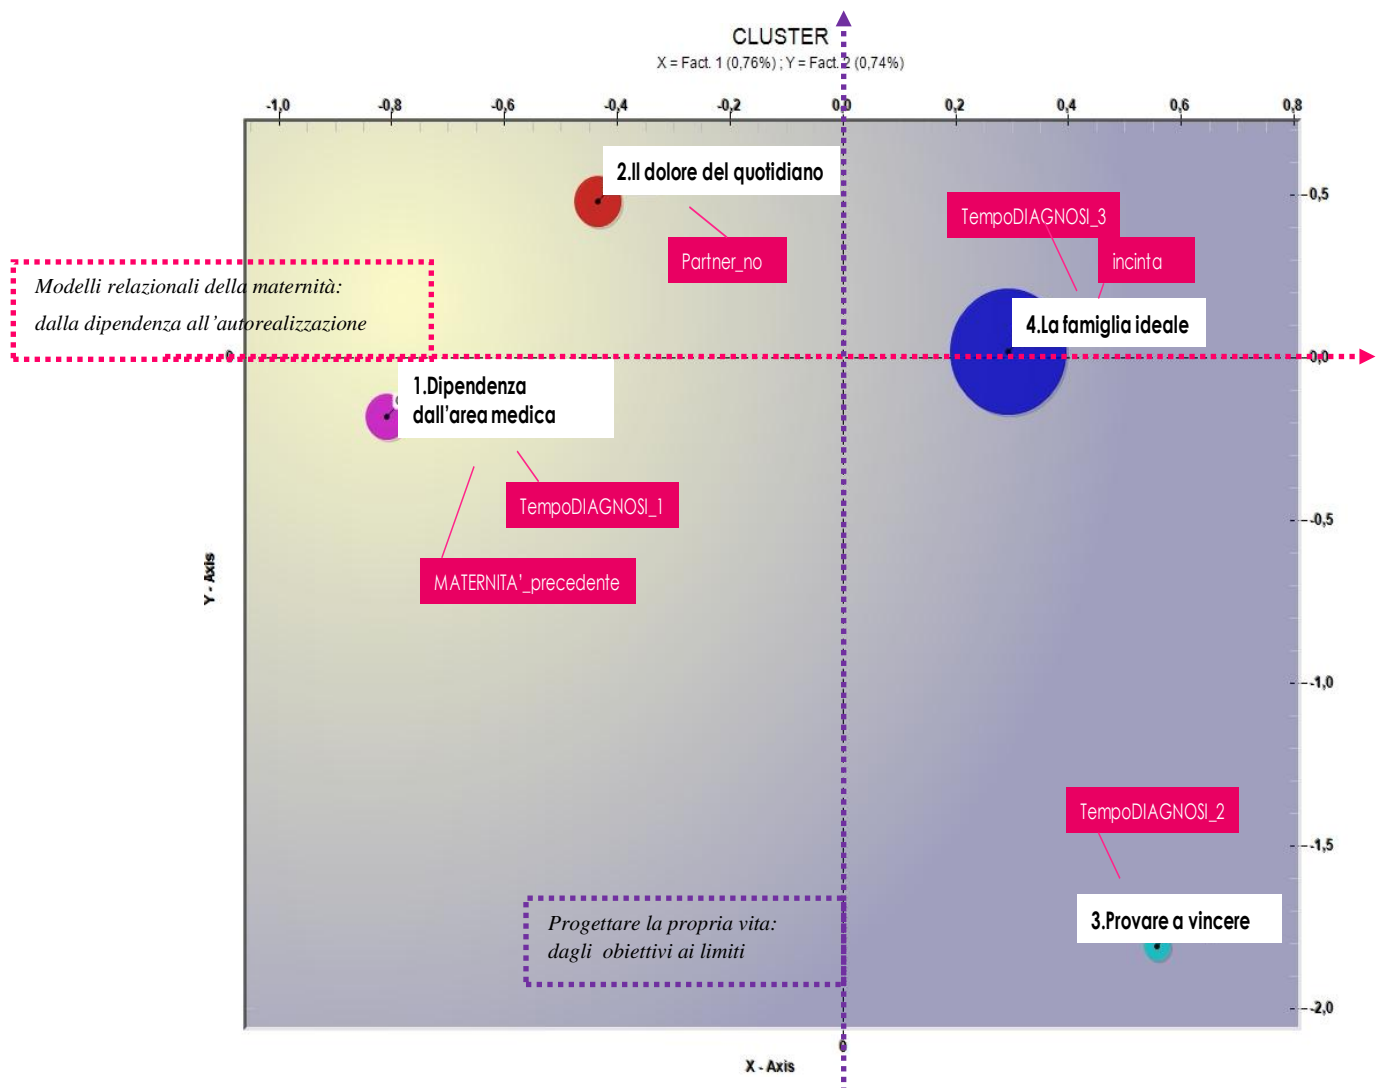 CLUSTER
X = Fact. 1 (0,76%) ; Y = Fact. 2 (0,74%)
-1,0 -0,8 -0,6 -0,4 -0,2 0,0 0,2 0,4 0,6 0,8
2.Il dolore del quotidiano
0,5
TempoDIAGNOSI_3
Partner_no
incinta
Modelli relazionali della maternità:
dalla dipendenza all'autorealizzazione
4.La famiglia ideale
0
0,0
1.Dipendenza
dall'area medica
TempoDIAGNOSI_1
-0,5
MATERNITA'_precedente
Y - Axis
-1,0
TempoDIAGNOSI_2
-1,5
Progettare la propria vita:
dagli obiettivi ai limiti
3.Provare a vincere
-2,0
0
X - Axis